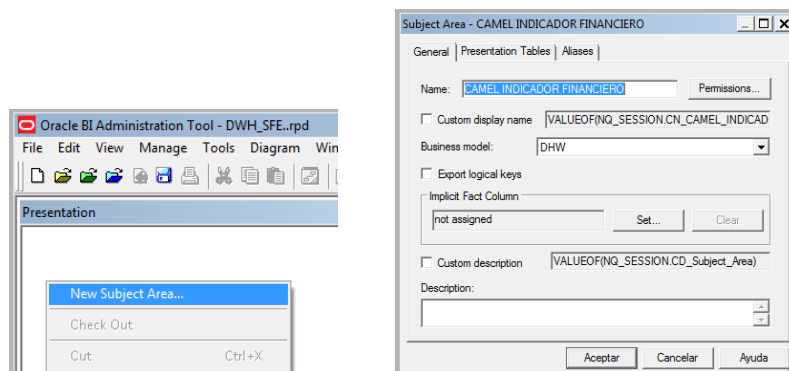 Oracle BI Administration Tool - DWH_SFE..rpd
File Edit View Manage Tools Diagram Win
Presentation
New Subject Area...
Check Out
Cut Ctrl+X
Subject Area - CAMEL INDICADOR FINANCIERO
General Presentation Tables Aliases
Name: CAMEL INDICADOR FINANCIERO Permissions...
Custom display name VALUEOF(NQ_SESSION.CN_CAMEL_INDICAD
Business model: DHW
Export logical keys
Implicit Fact Column
not assigned Set... Clear
Custom description VALUEOF(NQ_SESSION.CD_Subject_Area)
Description:
Aceptar Cancelar Ayuda